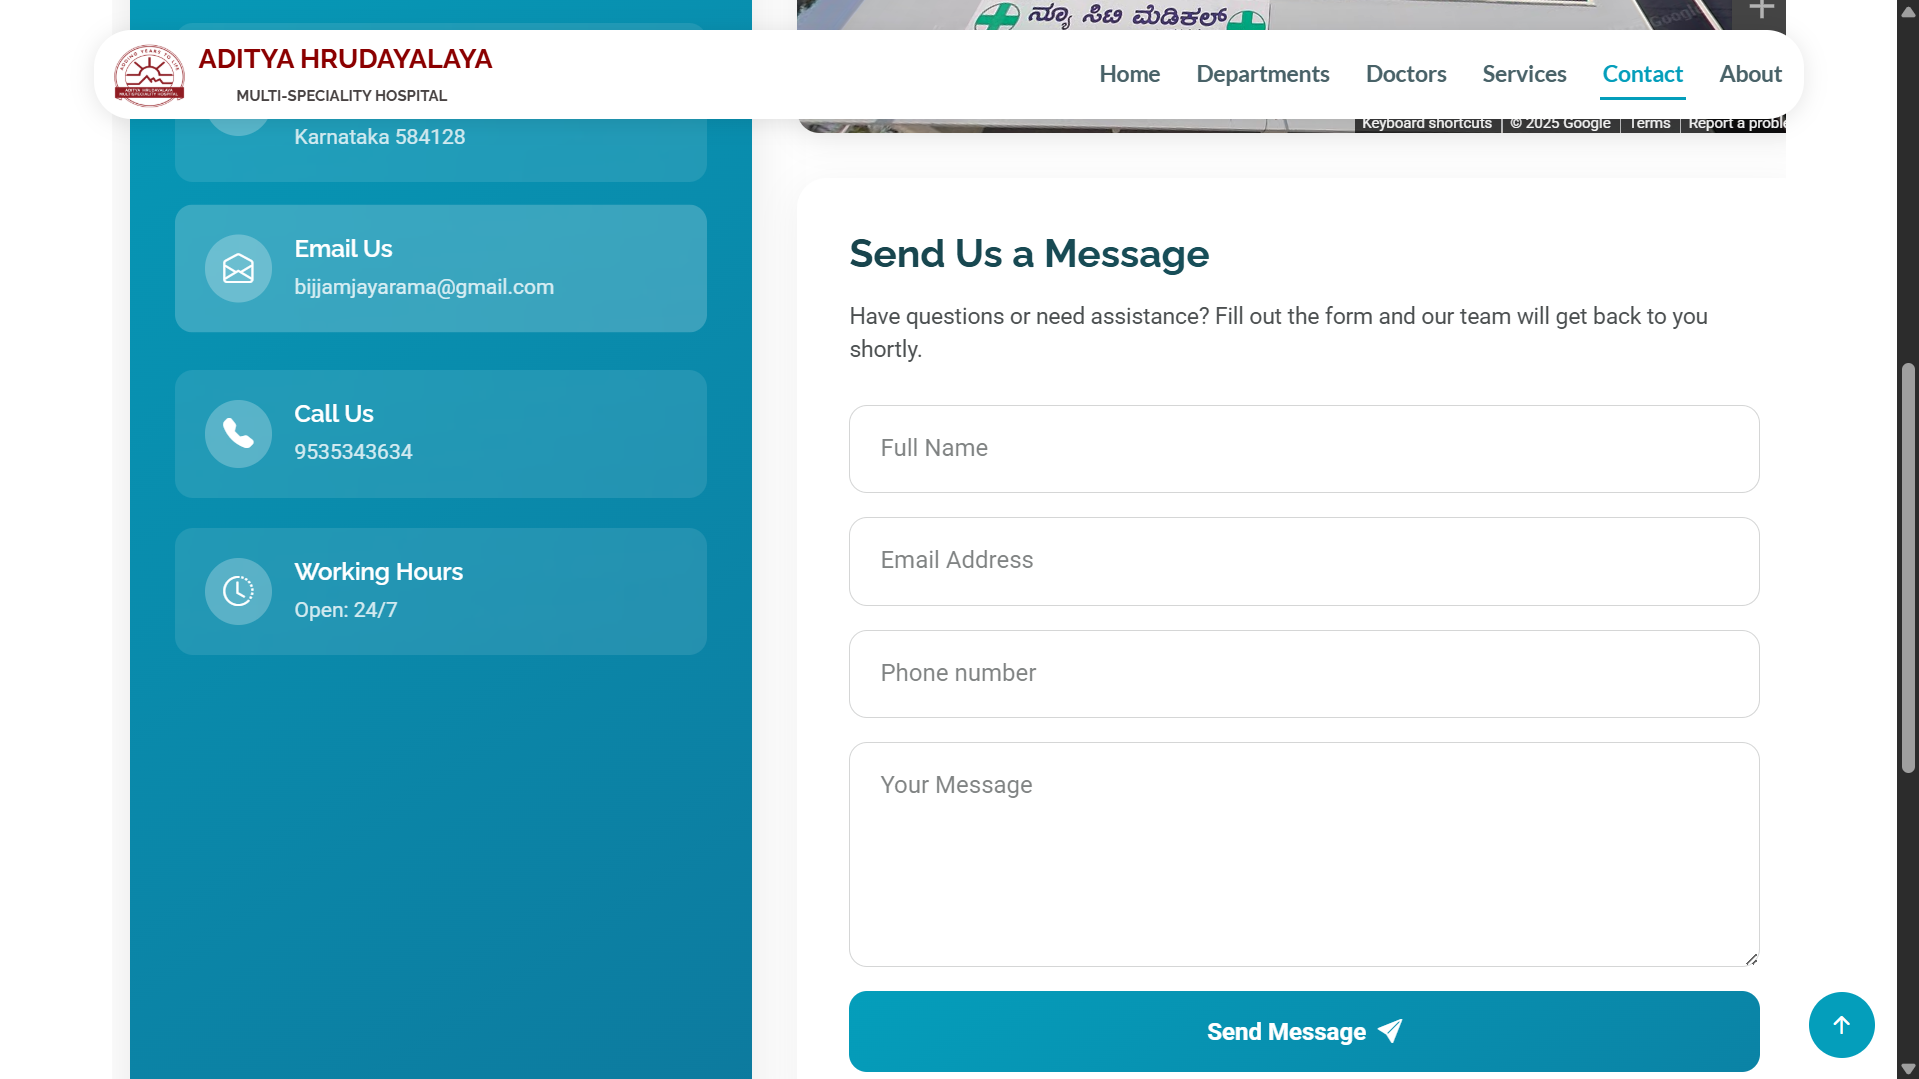 ನ್ಯೂ ಸಿಟಿ ಮೆಡಿಕಲ್
Google
ADITYA HRUDAYALAYA
MULTI-SPECIALITY HOSPITAL
Home
Departments
Doctors
Services
Contact
About
Keyboard shortcuts
© 2025 Google
Terms
Report a proble
Karnataka 584128
Email Us
bijjamjayarama@gmail.com
Call Us
9535343634
Working Hours
Open: 24/7
Send Us a Message
Have questions or need assistance? Fill out the form and our team will get back to you
shortly.
Full Name
Email Address
Phone number
Your Message
Send Message